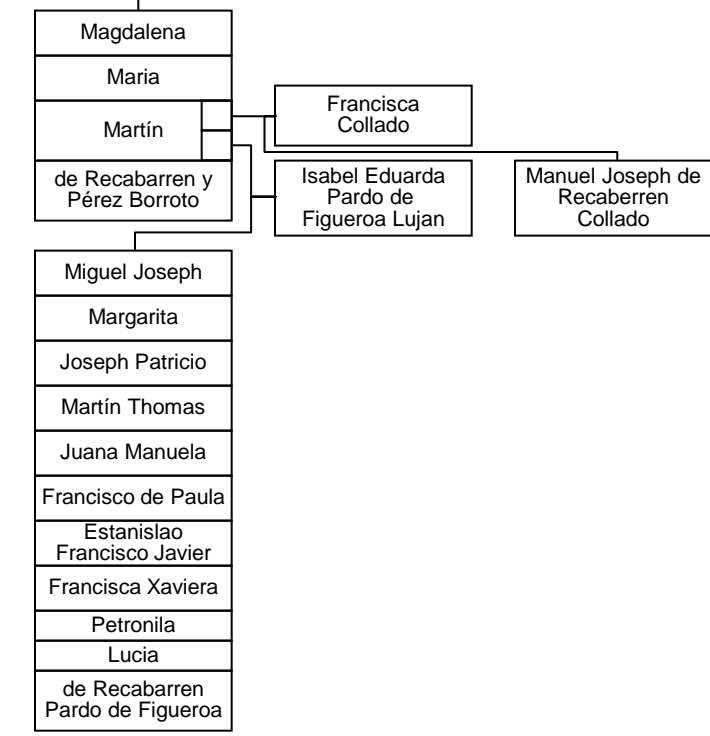 Magdalena
Maria
Martín
de Recabarren y
Pérez Borroto
Francisca
Collado
Isabel Eduarda
Pardo de
Figueroa Lujan
Manuel Joseph de
Recaberren
Collado
Miguel Joseph
Margarita
Joseph Patricio
Martín Thomas
Juana Manuela
Francisco de Paula
Estanislao
Francisco Javier
Francisca Xaviera
Petronila
Lucia
de Recabarren
Pardo de Figueroa